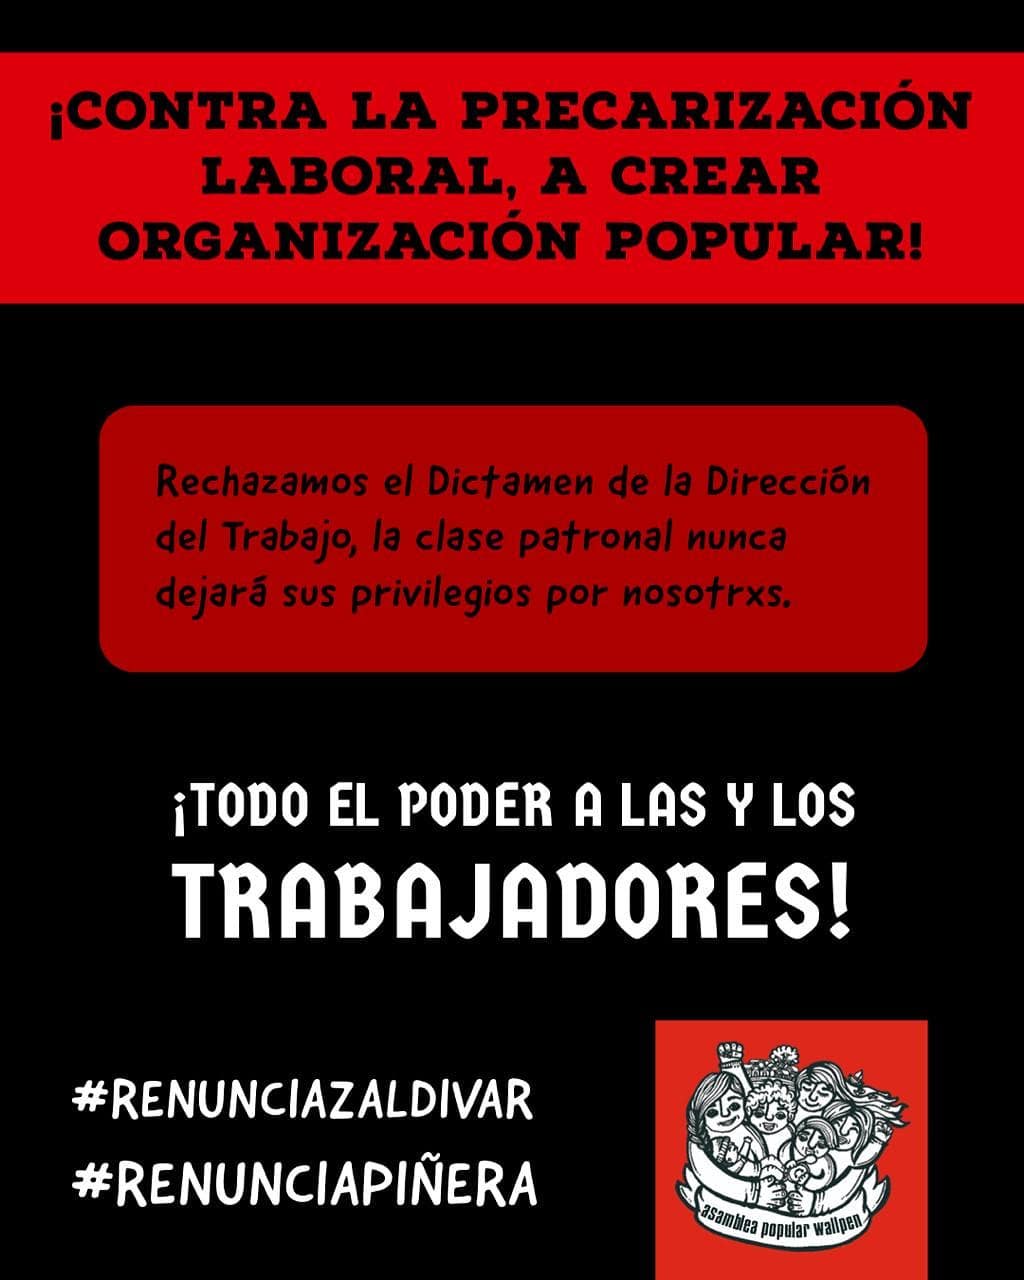 ¡CONTRA LA PRECARIZACIÓN
LABORAL, A CREAR
ORGANIZACIÓN POPULAR!
Rechazamos el Dictamen de la Dirección
del Trabajo, la clase patronal nunca
dejará sus privilegios por nosotrxs.
¡TODO EL PODER A LAS Y LOS
TRABAJADORES!
#RENUNCIAZALDIVAR
#RENUNCIAPIÑERA
asamblea popular wallpen